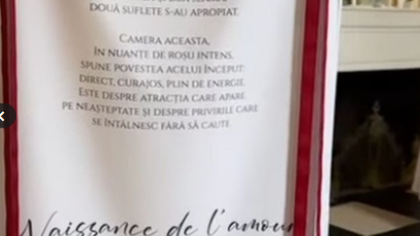 DOUĂ SUFLETE S-AU APROPIAT.
CAMERA ACEASTA,
ÎN NUANȚE DE ROȘU INTENS,
SPUNE POVESTEA ACELUI ÎNCEPUT:
DIRECT, CURAJOS, PLIN DE ENERGIE.
ESTE DESPRE ATRACȚIA CARE APARE
PE NEAȘTEPTATE ȘI DESPRE PRIVIRILE CARE
SE ÎNTÂLNESC FĂRĂ SĂ CAUTE.
Naissance de l'amour